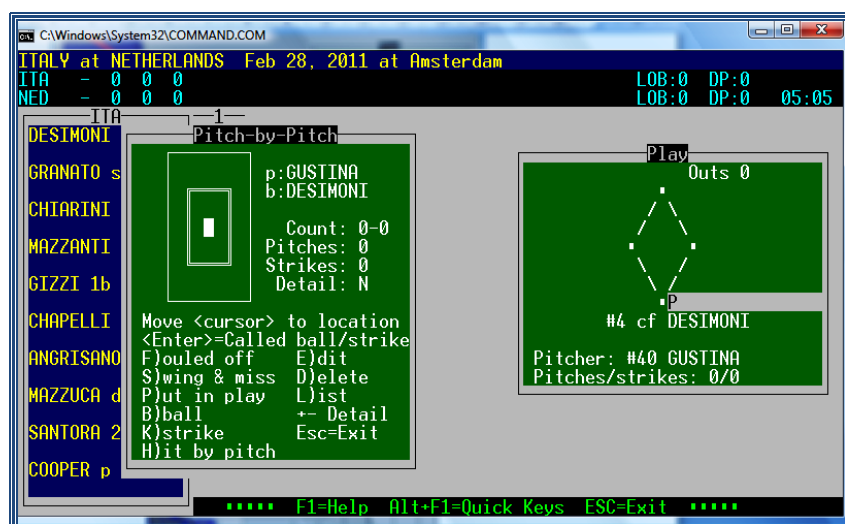 C:\Windows\System32\COMMAND.COM
ITALY at NETHERLANDS Feb 28, 2011 at Amsterdam
ITA - 0 0 0 LOB:0 DP:0
NED - 0 0 0 LOB:0 DP:0 05:05
ITA 1
DESIMONI
GRANATO s
CHIARINI
MAZZANTI
GIZZI 1b
CHAPELLI
ANGRISANO
MAZZUCA d
SANTORA 2
COOPER p
Pitch-by-Pitch
p:GUSTINA
b:DESIMONI
Count: 0-0
Pitches: 0
Strikes: 0
Detail: N
Move <cursor> to location
<Enter>=Called ball/strike
F)ouled off E)dit
S)wing & miss D)elete
P)ut in play L)ist
B)ball +- Detail
K)strike Esc=Exit
H)it by pitch
Play
Outs 0
P
#4 cf DESIMONI
Pitcher: #40 GUSTINA
Pitches/strikes: 0/0
F1=Help Alt+F1=Quick Keys ESC=Exit